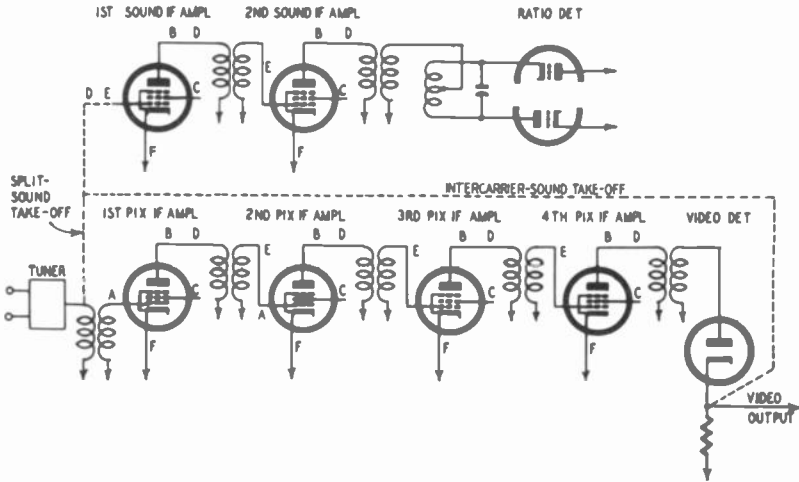 1ST SOUND IF AMPL 2ND SOUND IF AMPL RATIO DET
B D B D
D E C E C
F F
SPLIT-
SOUND
TAKE-OFF
INTERCARRIER-SOUND TAKE-OFF
1ST PIX IF AMPL 2ND PIX IF AMPL 3RD PIX IF AMPL 4TH PIX IF AMPL VIDEO DET
B D B D B D B D
TUNER
E E E
A C A C C C
F F F F
VIDEO
OUTPUT